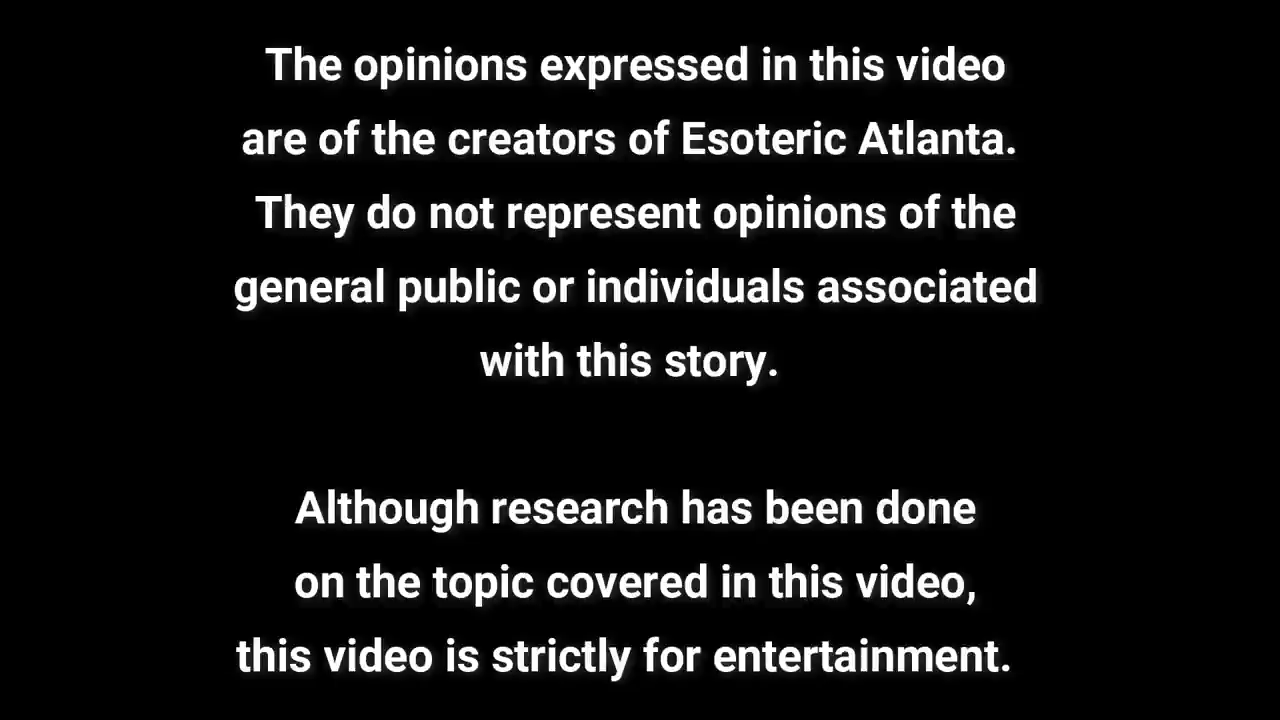 The opinions expressed in this video
are of the creators of Esoteric Atlanta.
They do not represent opinions of the
general public or individuals associated
with this story.
Although research has been done
on the topic covered in this video,
this video is strictly for entertainment.